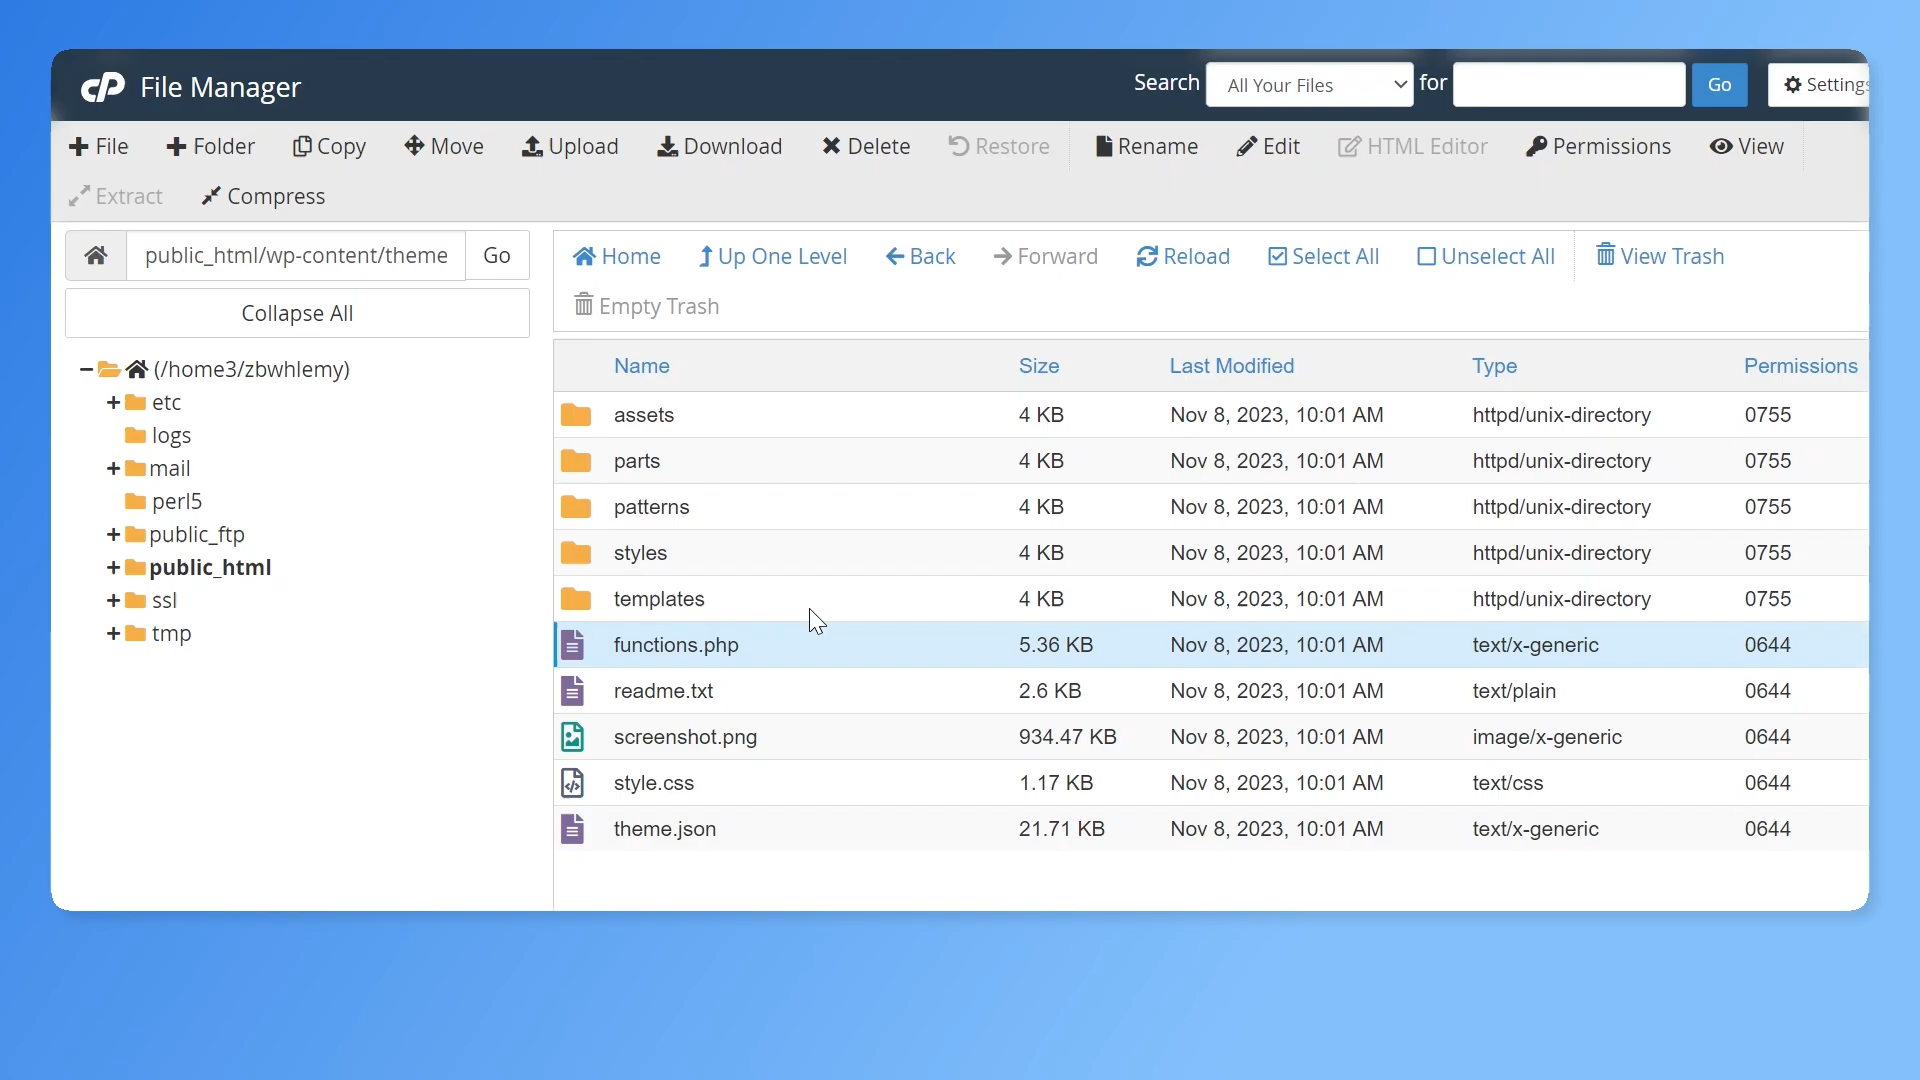 cP File Manager
Search All Your Files for Go Settings
File Folder Copy Move Upload Download Delete Restore Rename Edit HTML Editor Permissions View
Extract Compress
public_html/wp-content/theme Go
Home Up One Level Back Forward Reload Select All Unselect All View Trash
Empty Trash
Collapse All
(/home3/zbwhlemy)
etc
logs
mail
perl5
public_ftp
public_html
ssl
tmp
Name Size Last Modified Type Permissions
assets 4 KB Nov 8, 2023, 10:01 AM httpd/unix-directory 0755
parts 4 KB Nov 8, 2023, 10:01 AM httpd/unix-directory 0755
patterns 4 KB Nov 8, 2023, 10:01 AM httpd/unix-directory 0755
styles 4 KB Nov 8, 2023, 10:01 AM httpd/unix-directory 0755
templates 4 KB Nov 8, 2023, 10:01 AM httpd/unix-directory 0755
functions.php 5.36 KB Nov 8, 2023, 10:01 AM text/x-generic 0644
readme.txt 2.6 KB Nov 8, 2023, 10:01 AM text/plain 0644
screenshot.png 934.47 KB Nov 8, 2023, 10:01 AM image/x-generic 0644
style.css 1.17 KB Nov 8, 2023, 10:01 AM text/css 0644
theme.json 21.71 KB Nov 8, 2023, 10:01 AM text/x-generic 0644